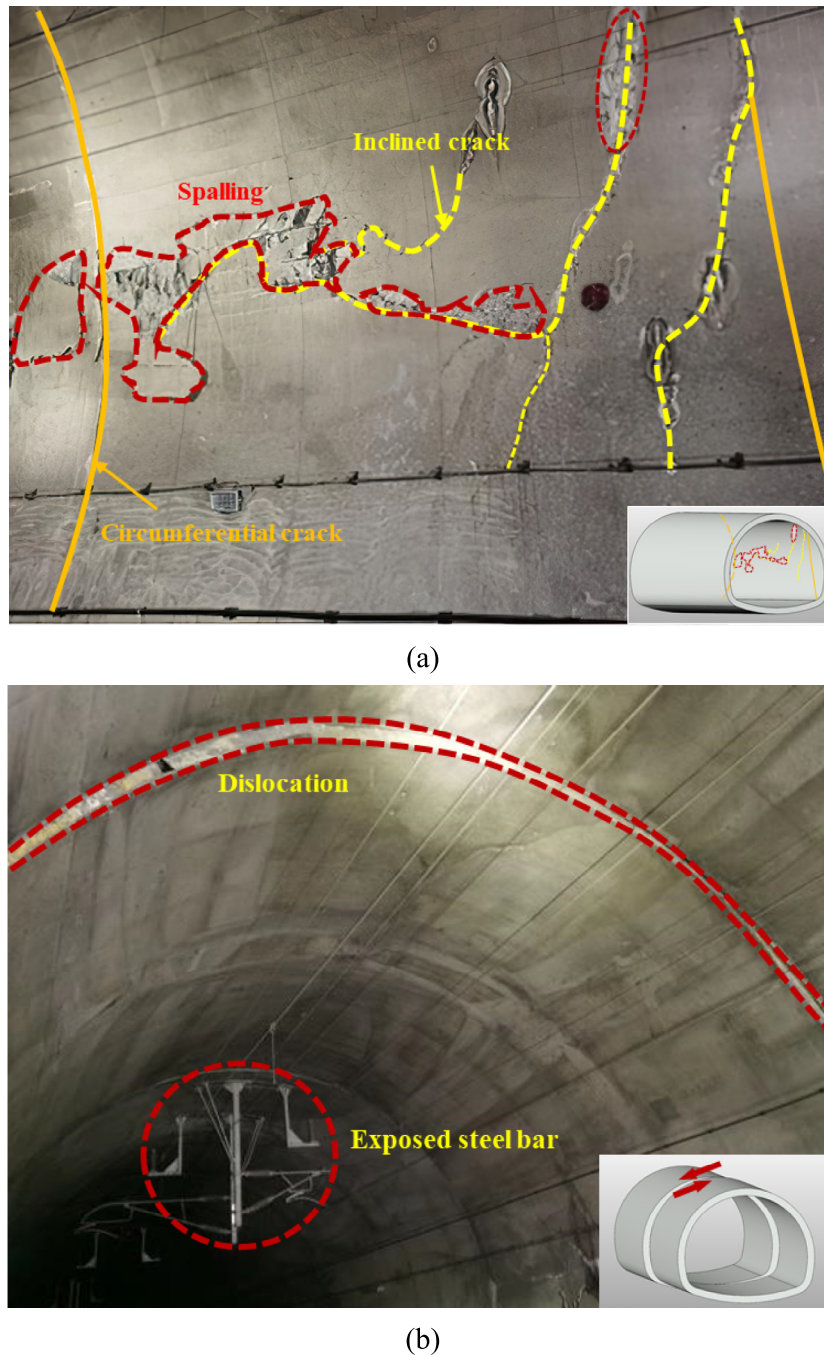 Inclined crack
Spalling
Circumferential crack
(a)
Dislocation
Exposed steel bar
(b)